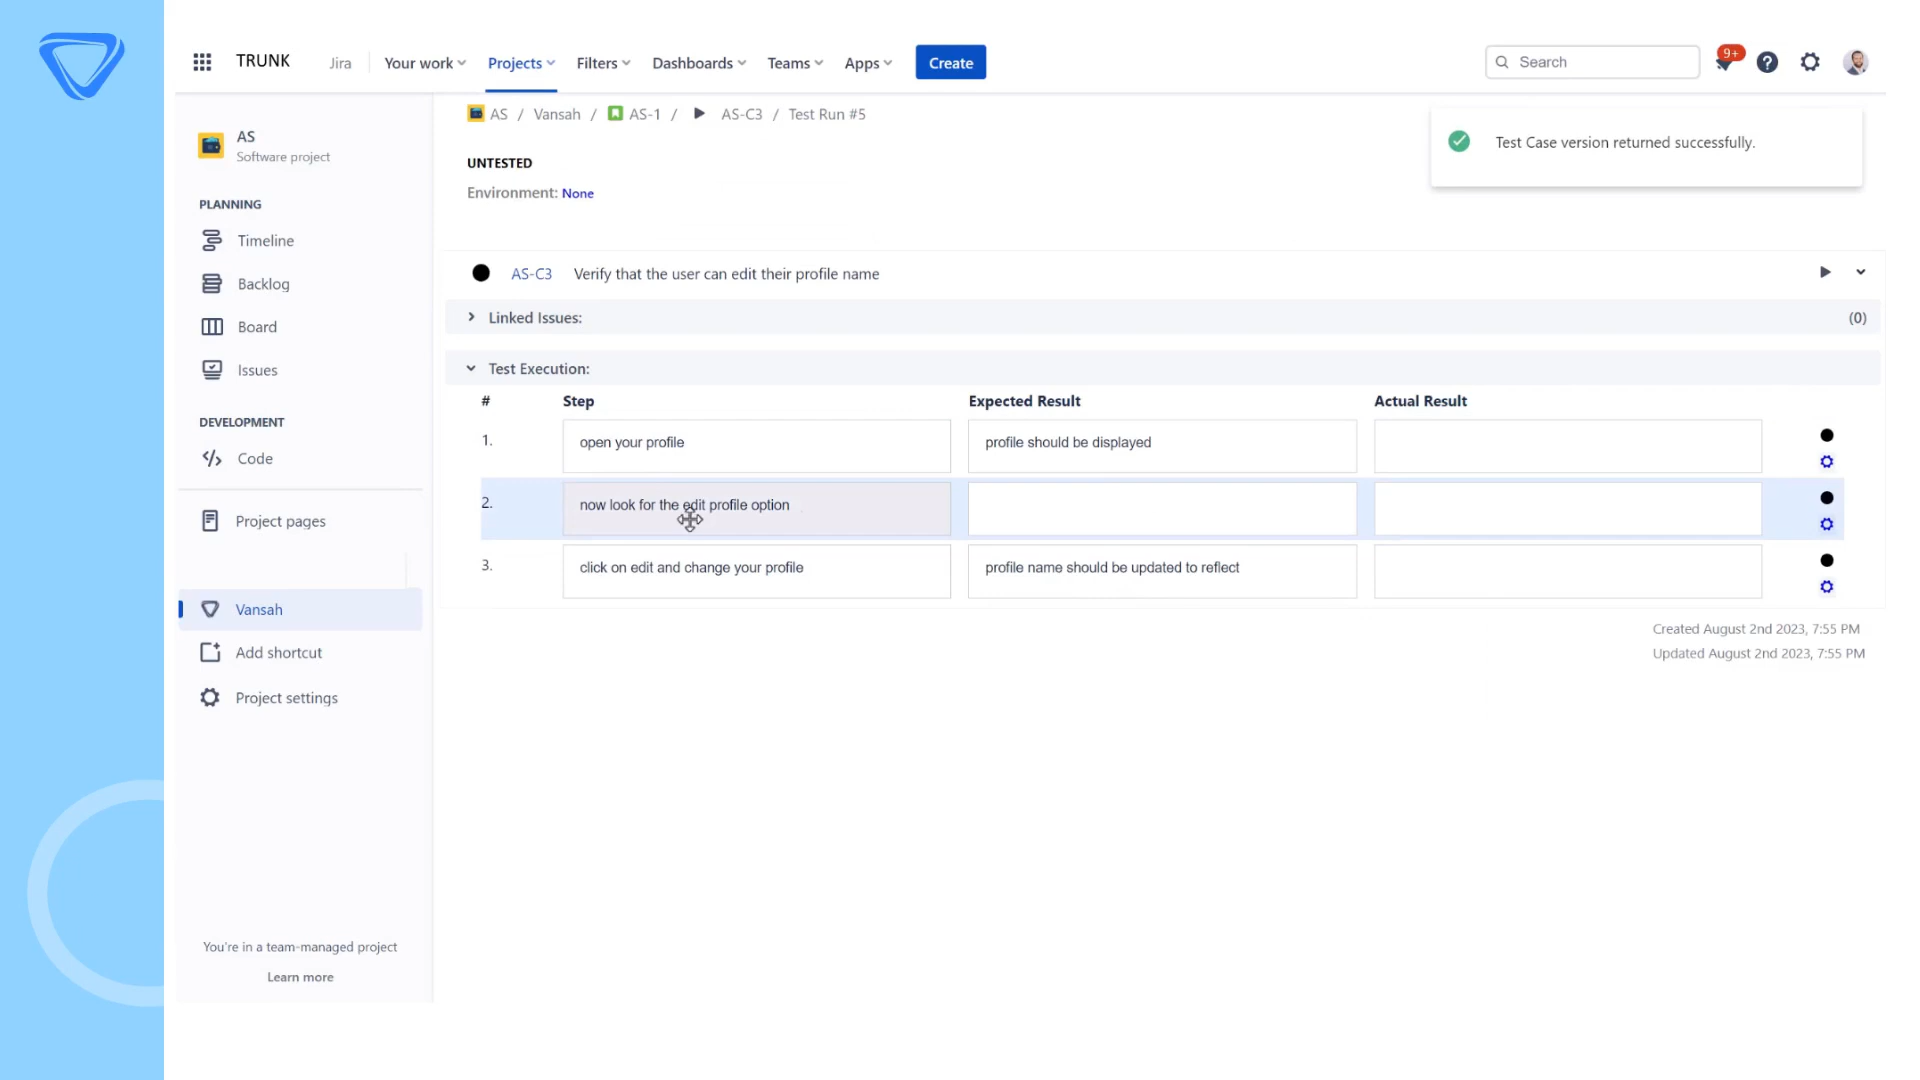 TRUNK Jira Your work Projects Filters Dashboards Teams Apps Create Search 9+
AS / Vansah / AS-1 / AS-C3 / Test Run #5
AS
Software project
Test Case version returned successfully.
UNTESTED
Environment: None
PLANNING
Timeline
Backlog
Board
Issues
DEVELOPMENT
Code
Project pages
Vansah
Add shortcut
Project settings
You're in a team-managed project
Learn more
AS-C3 Verify that the user can edit their profile name
Linked Issues: (0)
Test Execution:
# Step Expected Result Actual Result
1. open your profile profile should be displayed
2. now look for the edit profile option
3. click on edit and change your profile profile name should be updated to reflect
Created August 2nd 2023, 7:55 PM
Updated August 2nd 2023, 7:55 PM